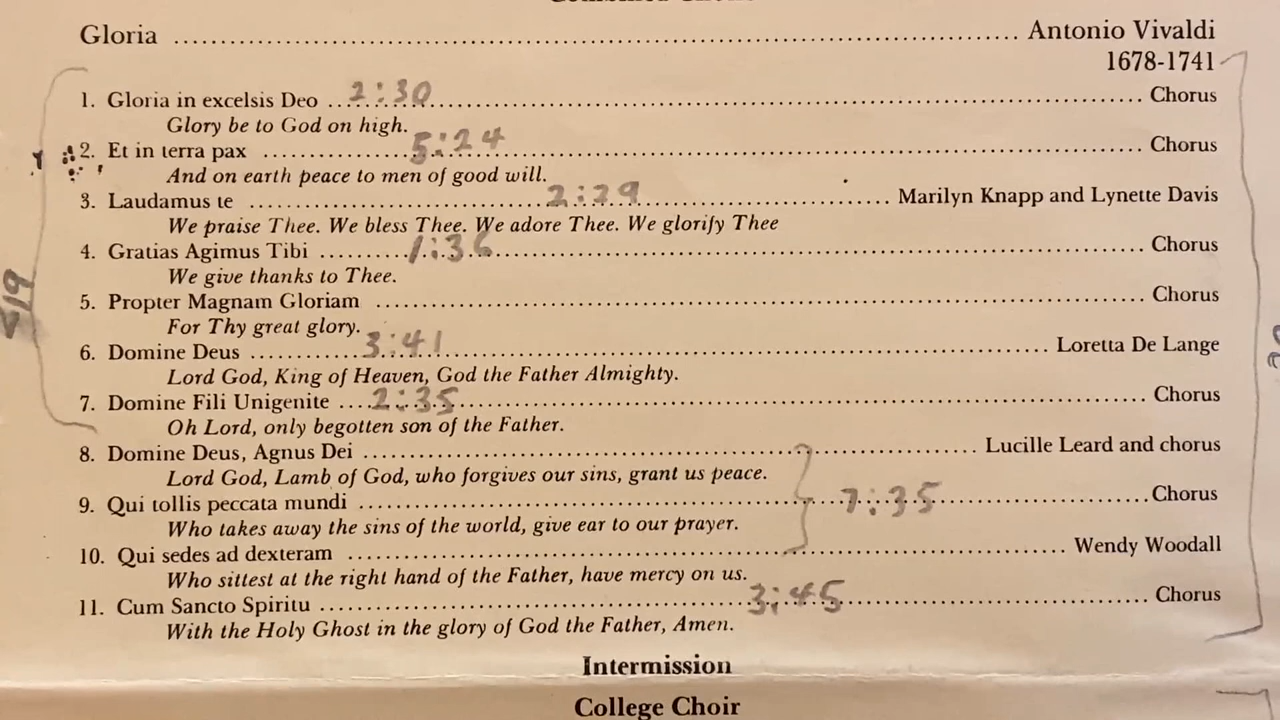 Gloria ........................................................................ Antonio Vivaldi
1678-1741
1. Gloria in excelsis Deo ... 2:30 ... Chorus
Glory be to God on high.
2. Et in terra pax ... 5:24 ... Chorus
And on earth peace to men of good will.
3. Laudamus te ... 2:29 ... Marilyn Knapp and Lynette Davis
We praise Thee. We bless Thee. We adore Thee. We glorify Thee
4. Gratias Agimus Tibi ... 1:36 ... Chorus
We give thanks to Thee.
5. Propter Magnam Gloriam ... Chorus
For Thy great glory.
6. Domine Deus ... 3:41 ... Loretta De Lange
Lord God, King of Heaven, God the Father Almighty.
7. Domine Fili Unigenite ... 2:35 ... Chorus
Oh Lord, only begotten son of the Father.
8. Domine Deus, Agnus Dei ... Lucille Leard and chorus
Lord God, Lamb of God, who forgives our sins, grant us peace.
9. Qui tollis peccata mundi ... 7:35 ... Chorus
Who takes away the sins of the world, give ear to our prayer.
10. Qui sedes ad dexteram ... Wendy Woodall
Who sittest at the right hand of the Father, have mercy on us.
11. Cum Sancto Spiritu ... 3:45 ... Chorus
With the Holy Ghost in the glory of God the Father, Amen.
Intermission
College Choir